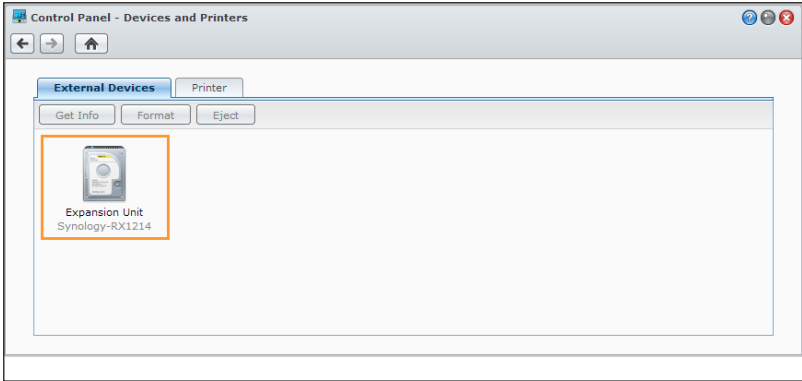 Control Panel - Devices and Printers
External Devices Printer
Get Info Format Eject
Expansion Unit
Synology-RX1214